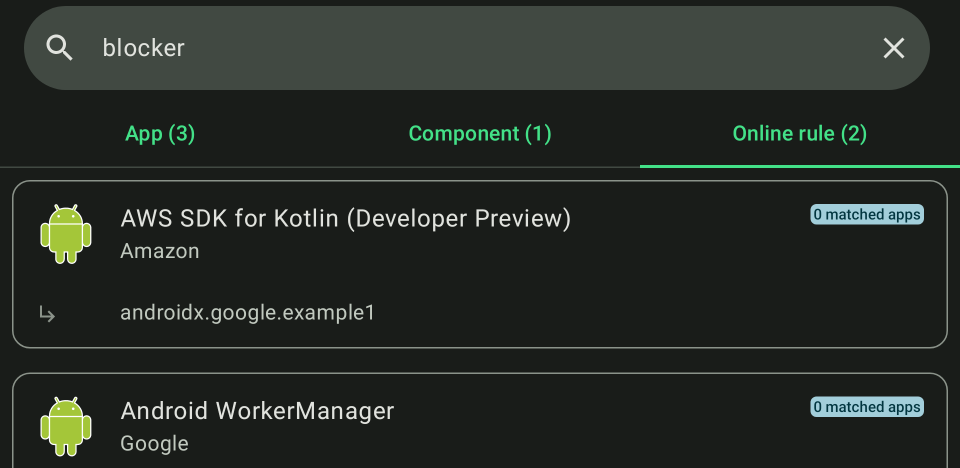 blocker
App (3)
Component (1)
Online rule (2)
AWS SDK for Kotlin (Developer Preview)
0 matched apps
Amazon
androidx.google.example1
Android WorkerManager
0 matched apps
Google